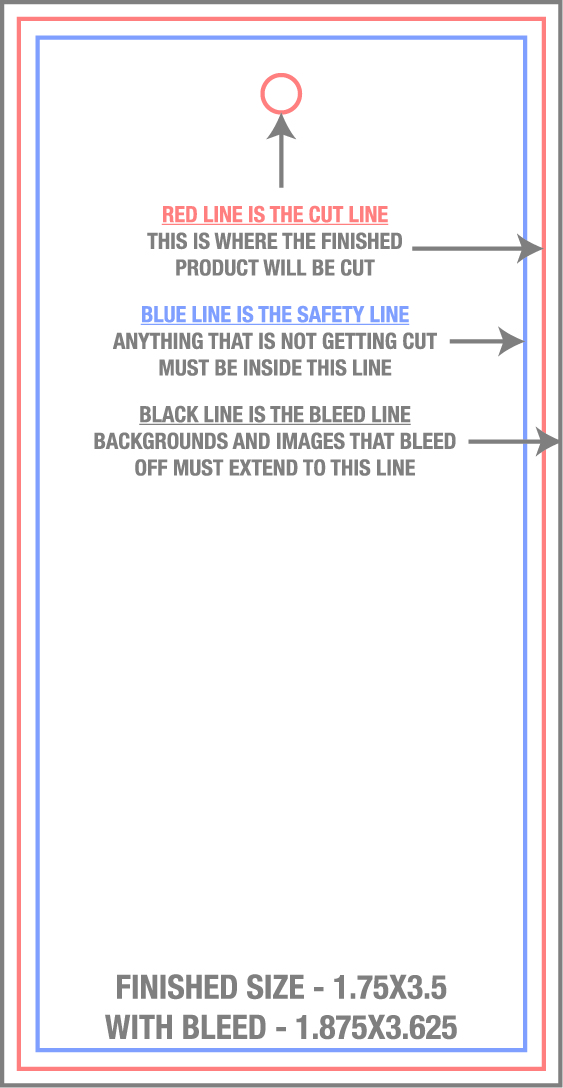 RED LINE IS THE CUT LINE
THIS IS WHERE THE FINISHED
PRODUCT WILL BE CUT
BLUE LINE IS THE SAFETY LINE
ANYTHING THAT IS NOT GETTING CUT
MUST BE INSIDE THIS LINE
BLACK LINE IS THE BLEED LINE
BACKGROUNDS AND IMAGES THAT BLEED
OFF MUST EXTEND TO THIS LINE
FINISHED SIZE - 1.75X3.5
WITH BLEED - 1.875X3.625